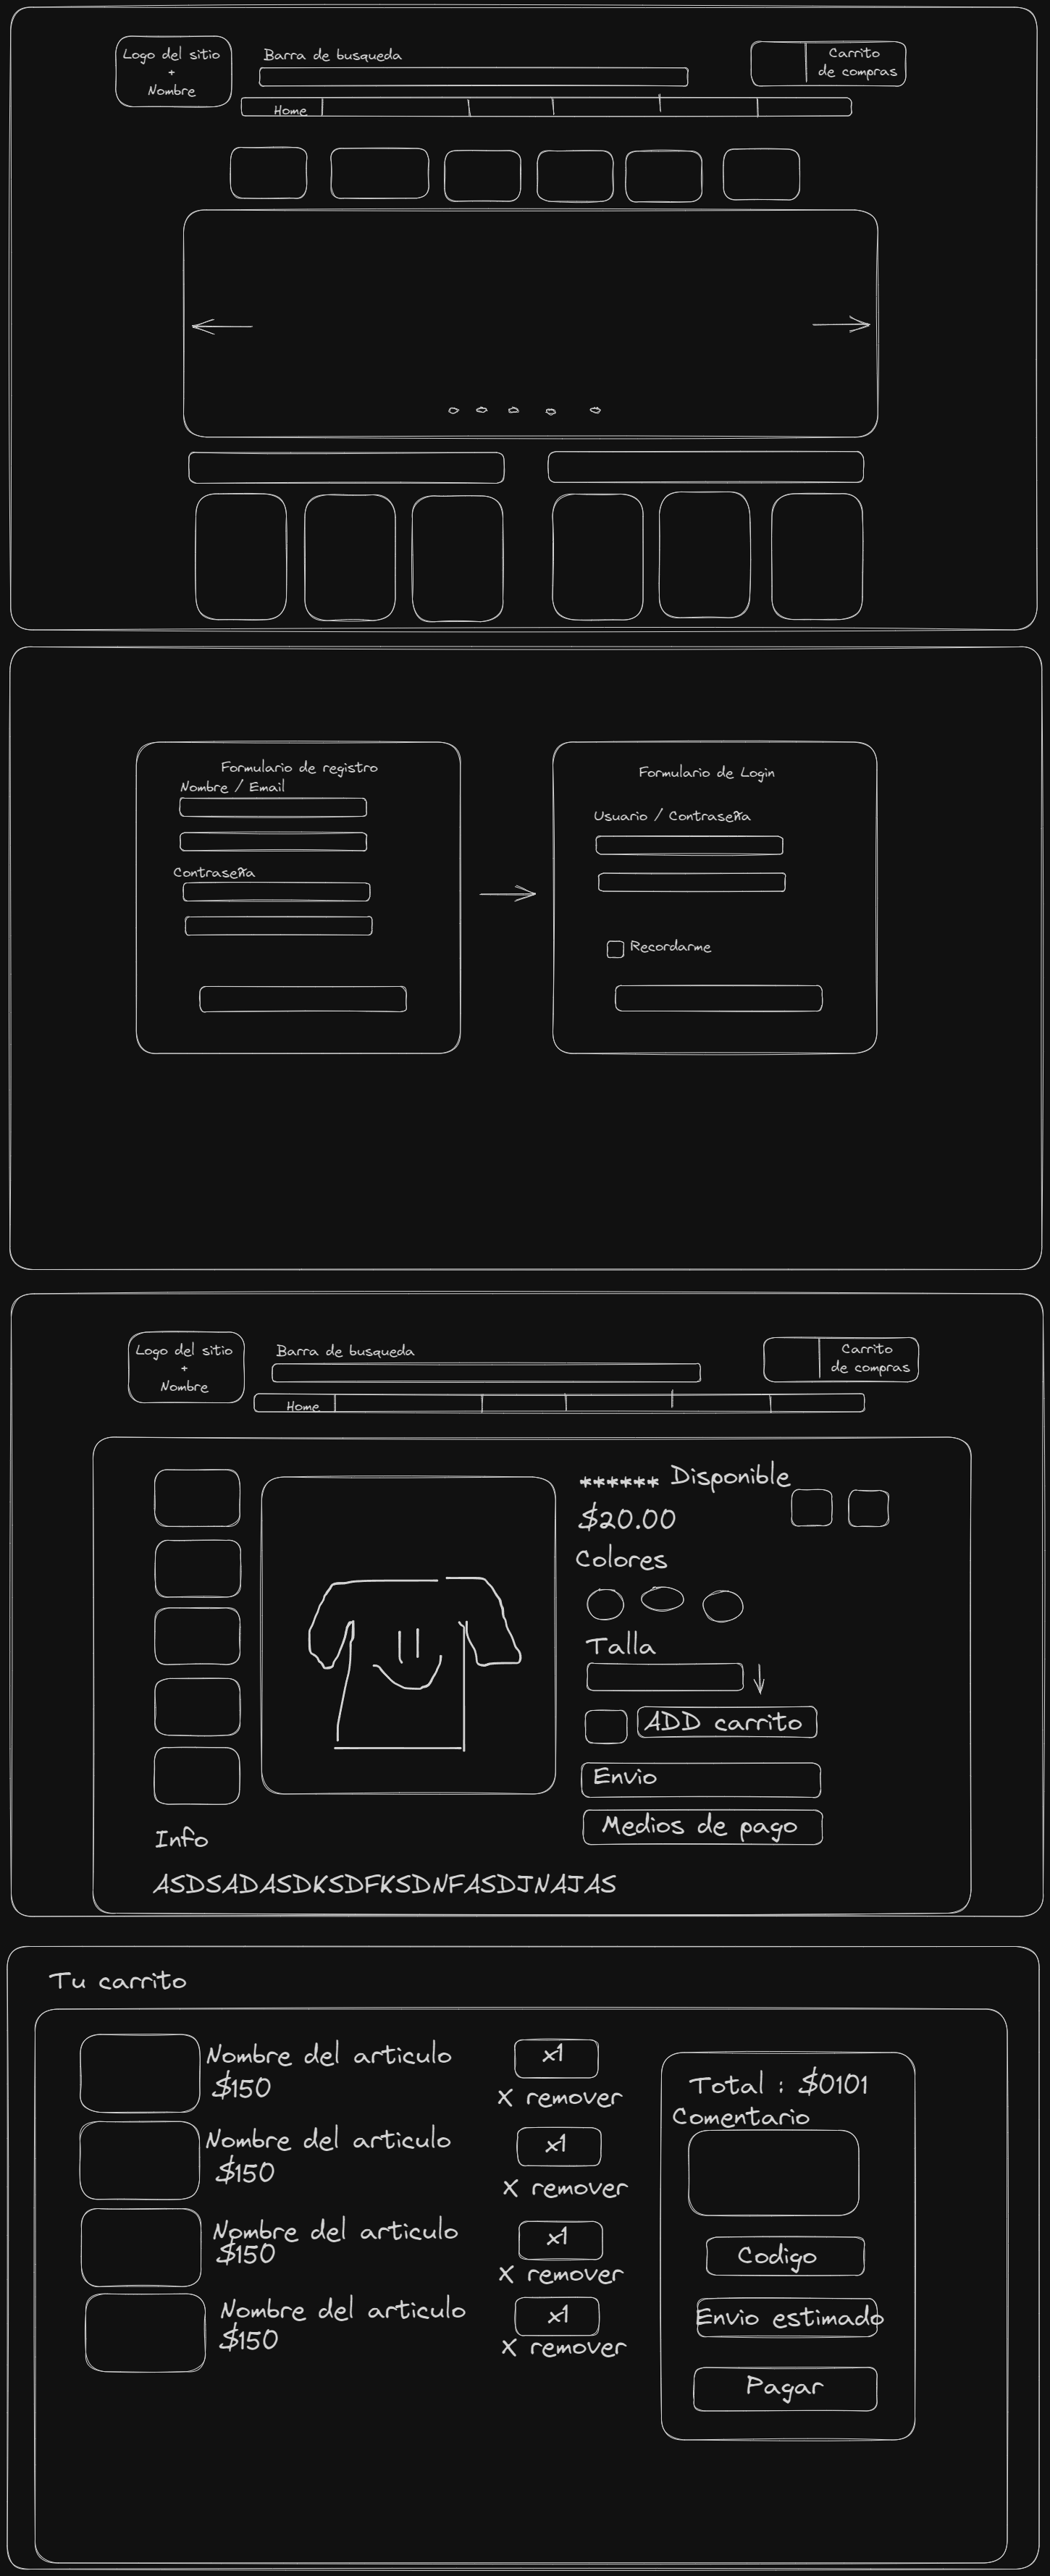 Logo del sitio
+
Nombre
Barra de busqueda
Carrito
de compras
Home
Formulario de registro
Nombre / Email
Contraseña
Formulario de Login
Usuario / Contraseña
Recordarme
Logo del sitio
+
Nombre
Barra de busqueda
Carrito
de compras
Home
****** Disponible
$20.00
Colores
Talla
ADD carrito
Envio
Medios de pago
Info
ASDSADASDKSDFKSDNFASDJNAJAS
Tu carrito
Nombre del articulo
$150
x1
X remover
Nombre del articulo
$150
x1
X remover
Nombre del articulo
$150
x1
X remover
Nombre del articulo
$150
x1
X remover
Total : $0101
Comentario
Codigo
Envio estimado
Pagar